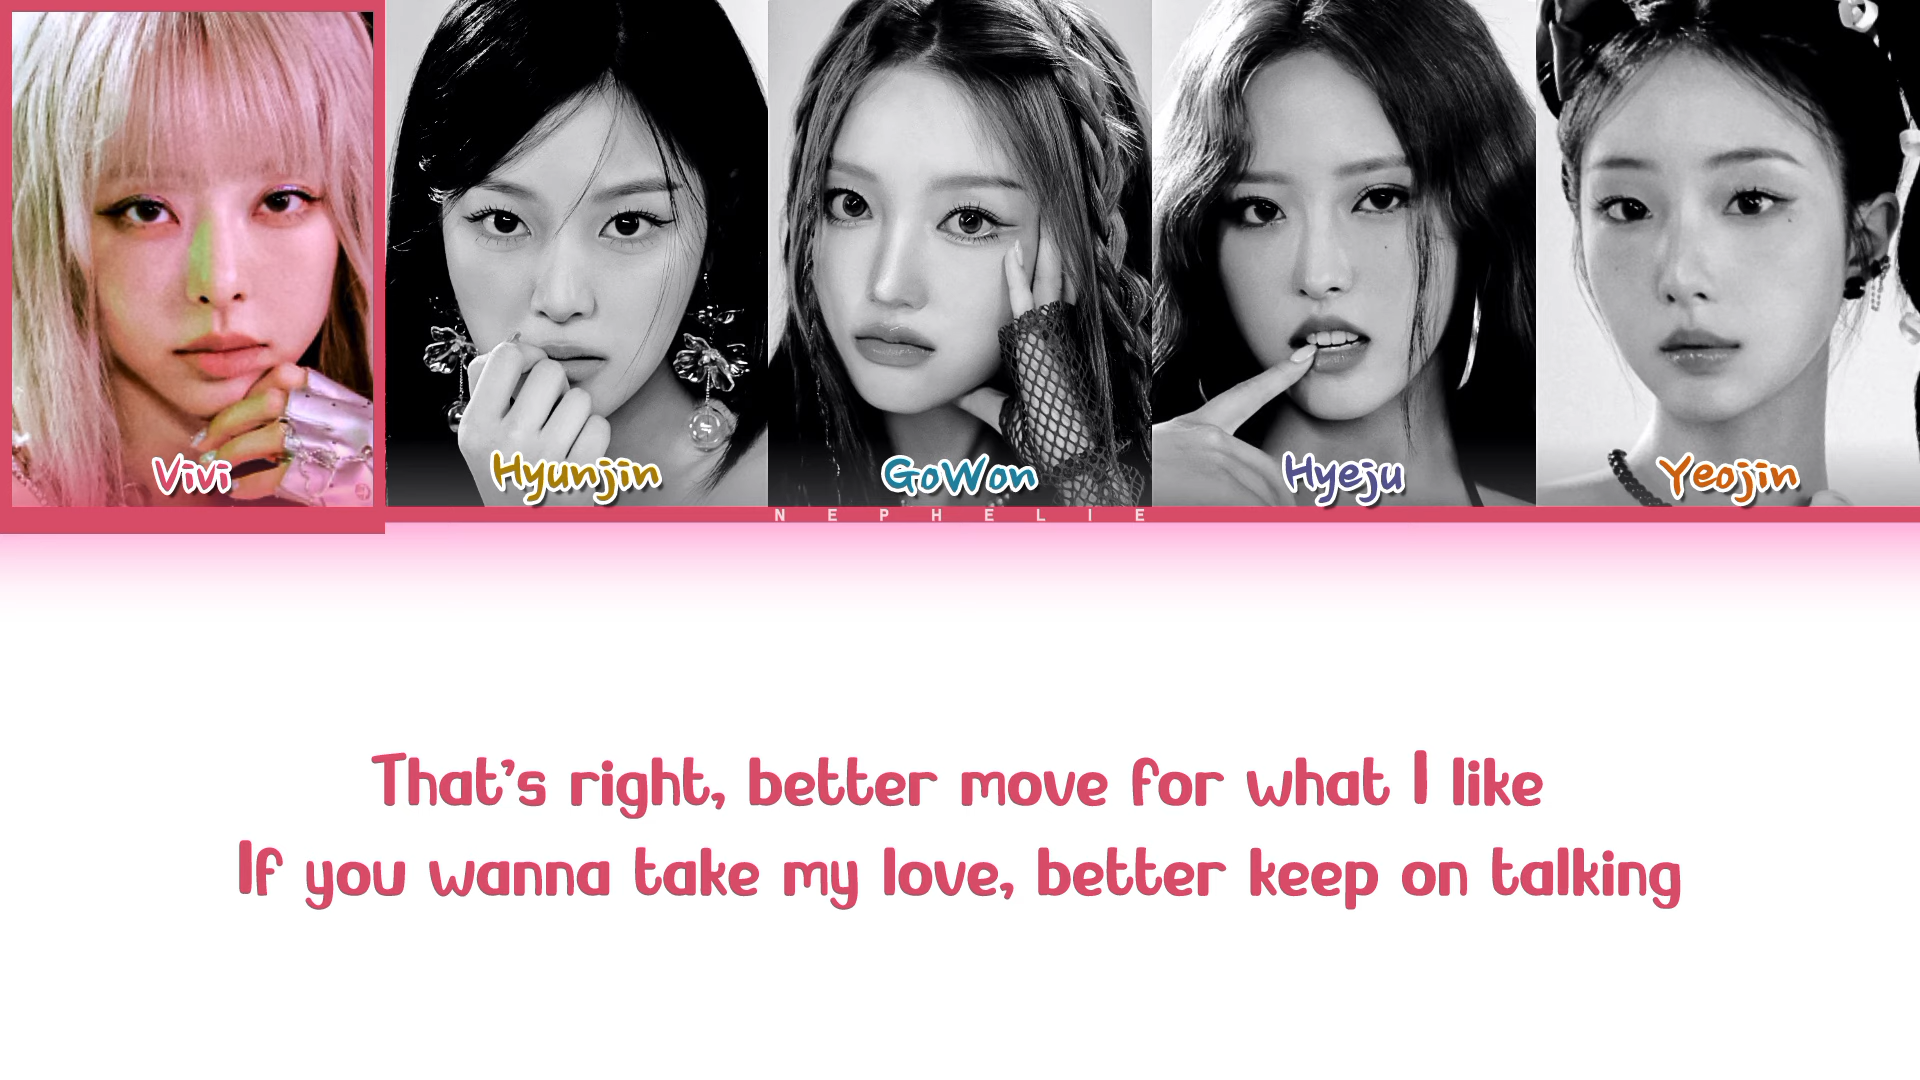 Vivi
Hyunjin
GoWon
Hyeju
Yeojin
NEPHELIE
That's right, better move for what I like
If you wanna take my love, better keep on talking